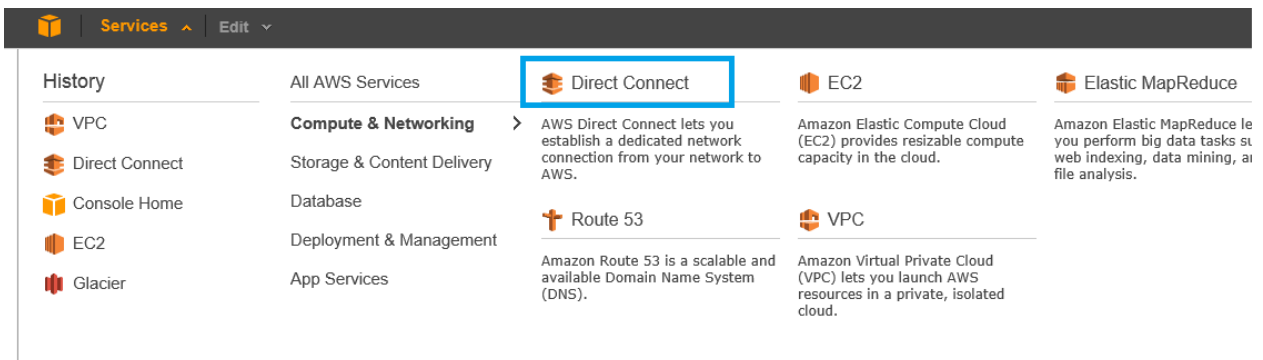 Services Edit
History
VPC
Direct Connect
Console Home
EC2
Glacier
All AWS Services
Compute & Networking
Storage & Content Delivery
Database
Deployment & Management
App Services
Direct Connect
AWS Direct Connect lets you
establish a dedicated network
connection from your network to
AWS.
Route 53
Amazon Route 53 is a scalable and
available Domain Name System
(DNS).
EC2
Amazon Elastic Compute Cloud
(EC2) provides resizable compute
capacity in the cloud.
VPC
Amazon Virtual Private Cloud
(VPC) lets you launch AWS
resources in a private, isolated
cloud.
Elastic MapReduce
Amazon Elastic MapReduce le
you perform big data tasks su
web indexing, data mining, a
file analysis.